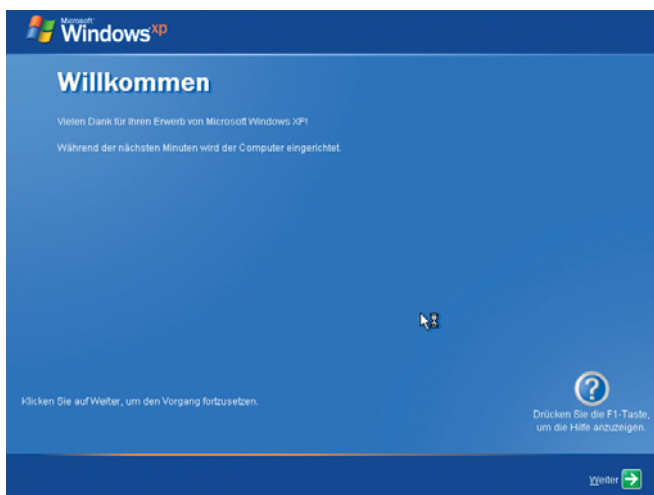 Microsoft
Windows xp
Willkommen
Vielen Dank für Ihren Erwerb von Microsoft Windows XP!
Während der nächsten Minuten wird der Computer eingerichtet.
Klicken Sie auf Weiter, um den Vorgang fortzusetzen.
?
Drücken Sie die F1-Taste,
um die Hilfe anzuzeigen.
Weiter